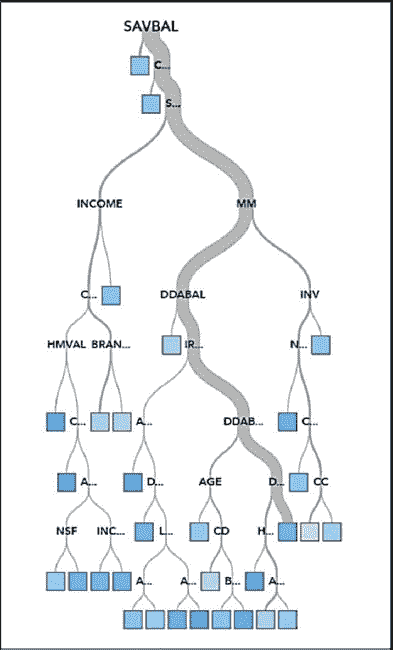 SAVBAL
C...
S...
INCOME MM
C... DDABAL INV
HMVAL BRAN... IR... N...
C... A... DDAB... C...
A... D... AGE D... CC
NSF INC... L... CD H...
A... A... B... A...